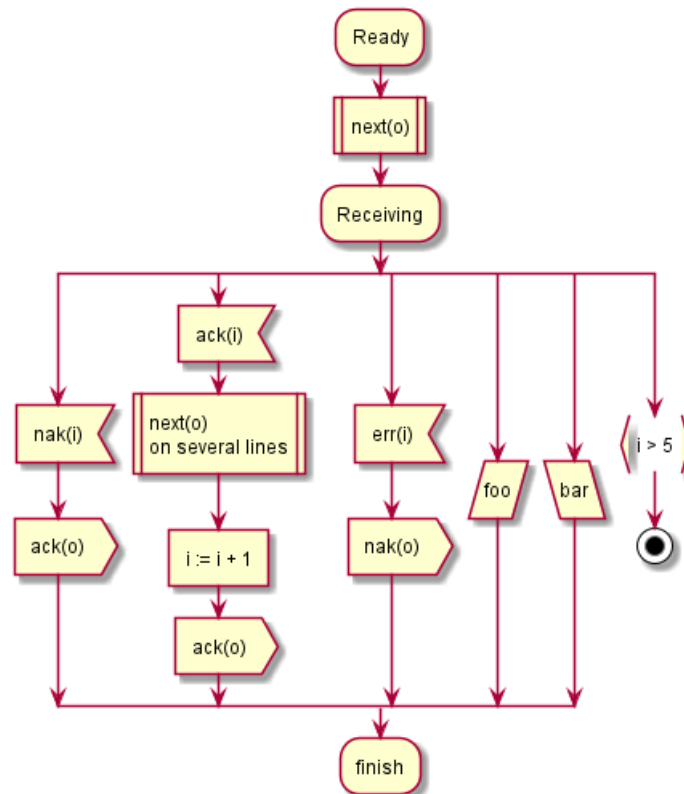 Ready
next(o)
Receiving
nak(i)
ack(o)
ack(i)
next(o)
on several lines
i := i + 1
ack(o)
err(i)
nak(o)
foo
bar
i > 5
finish